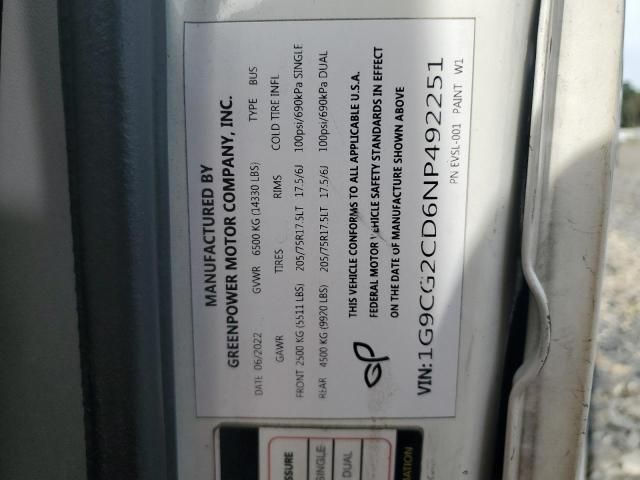 MANUFACTURED BY
GREENPOWER MOTOR COMPANY, INC.
DATE 06/2022 GVWR 6500 KG (14330 LBS) TYPE BUS
GAWR TIRES RIMS COLD TIRE INFL
FRONT 2500 KG (5511 LBS) 205/75R17.5LT 17.5/6J 100psi/690kPa SINGLE
REAR 4500 KG (9920 LBS) 205/75R17.5LT 17.5/6J 100psi/690kPa DUAL
GP
THIS VEHICLE CONFORMS TO ALL APPLICABLE U.S.A.
FEDERAL MOTOR VEHICLE SAFETY STANDARDS IN EFFECT
ON THE DATE OF MANUFACTURE SHOWN ABOVE
VIN:1G9CG2CD6NP492251
PN EVSL-001 PAINT W1
SINGLE
DUAL